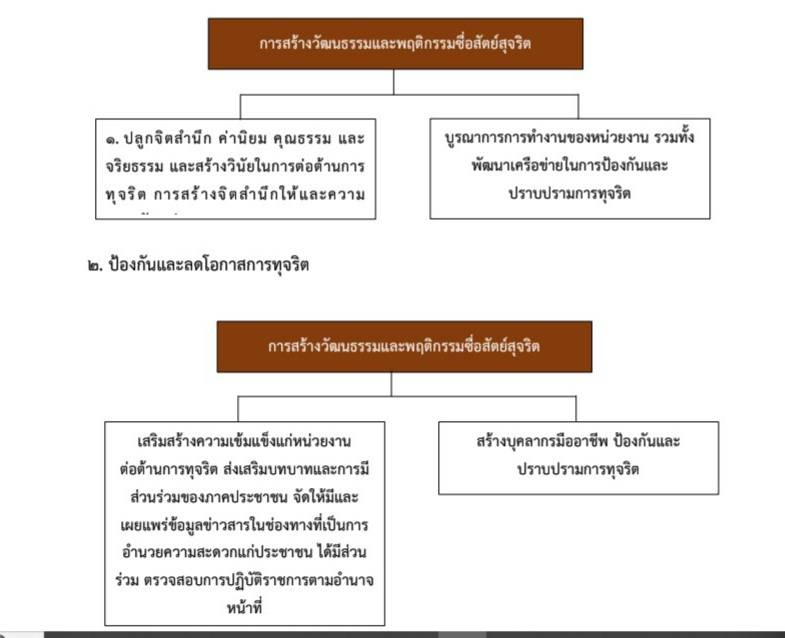 การสร้างวัฒนธรรมและพฤติกรรมซื่อสัตย์สุจริต
๑. ปลูกจิตสำนึก ค่านิยม คุณธรรม และ
จริยธรรม และสร้างวินัยในการต่อต้านการ
ทุจริต การสร้างจิตสำนึกให้และความ
บูรณาการการทำงานของหน่วยงาน รวมทั้ง
พัฒนาเครือข่ายในการป้องกันและ
ปราบปรามการทุจริต
๒. ป้องกันและลดโอกาสการทุจริต
การสร้างวัฒนธรรมและพฤติกรรมซื่อสัตย์สุจริต
เสริมสร้างความเข้มแข็งแก่หน่วยงาน
ต่อต้านการทุจริต ส่งเสริมบทบาทและการมี
ส่วนร่วมของภาคประชาชน จัดให้มีและ
เผยแพร่ข้อมูลข่าวสารในช่องทางที่เป็นการ
อำนวยความสะดวกแก่ประชาชน ได้มีส่วน
ร่วม ตรวจสอบการปฏิบัติราชการตามอำนาจ
หน้าที่
สร้างบุคลากรมืออาชีพ ป้องกันและ
ปราบปรามการทุจริต